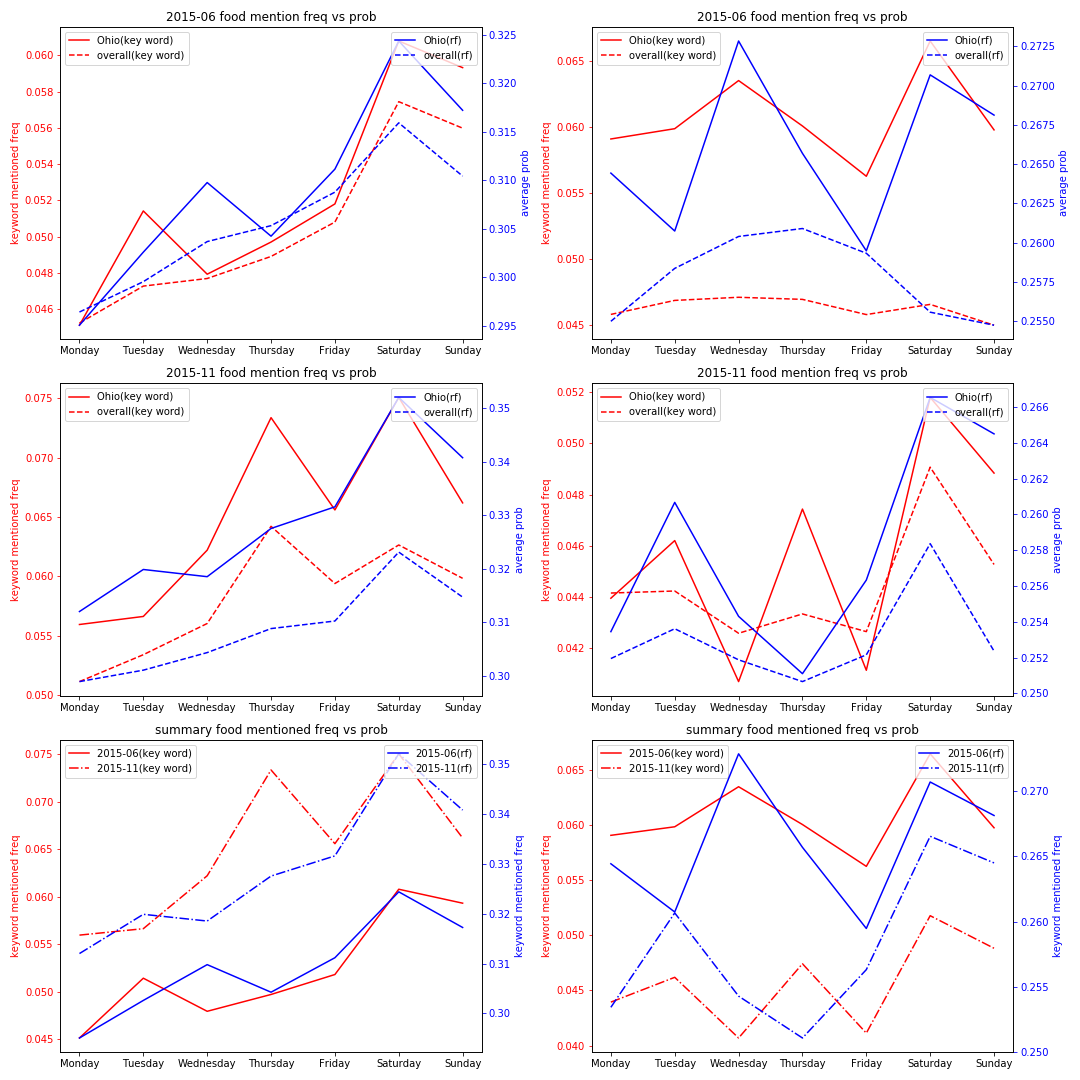 2015-06 food mention freq vs prob
Ohio(key word)
overall(key word)
Ohio(rf)
overall(rf)
keyword mentioned freq
0.060
0.058
0.056
0.054
0.052
0.050
0.048
0.046
0.325
0.320
0.315
0.310
0.305
0.300
0.295
average prob
Monday Tuesday Wednesday Thursday Friday Saturday Sunday
2015-06 food mention freq vs prob
Ohio(key word)
overall(key word)
Ohio(rf)
overall(rf)
keyword mentioned freq
0.065
0.060
0.055
0.050
0.045
0.2725
0.2700
0.2675
0.2650
0.2625
0.2600
0.2575
0.2550
average prob
Monday Tuesday Wednesday Thursday Friday Saturday Sunday
2015-11 food mention freq vs prob
Ohio(key word)
overall(key word)
Ohio(rf)
overall(rf)
keyword mentioned freq
0.075
0.070
0.065
0.060
0.055
0.050
0.35
0.34
0.33
0.32
0.31
0.30
average prob
Monday Tuesday Wednesday Thursday Friday Saturday Sunday
2015-11 food mention freq vs prob
Ohio(key word)
overall(key word)
Ohio(rf)
overall(rf)
keyword mentioned freq
0.052
0.050
0.048
0.046
0.044
0.042
0.266
0.264
0.262
0.260
0.258
0.256
0.254
0.252
0.250
average prob
Monday Tuesday Wednesday Thursday Friday Saturday Sunday
summary food mentioned freq vs prob
2015-06(key word)
2015-11(key word)
2015-06(rf)
2015-11(rf)
keyword mentioned freq
0.075
0.070
0.065
0.060
0.055
0.050
0.045
0.35
0.34
0.33
0.32
0.31
0.30
keyword mentioned freq
Monday Tuesday Wednesday Thursday Friday Saturday Sunday
summary food mentioned freq vs prob
2015-06(key word)
2015-11(key word)
2015-06(rf)
2015-11(rf)
keyword mentioned freq
0.065
0.060
0.055
0.050
0.045
0.040
0.270
0.265
0.260
0.255
0.250
keyword mentioned freq
Monday Tuesday Wednesday Thursday Friday Saturday Sunday